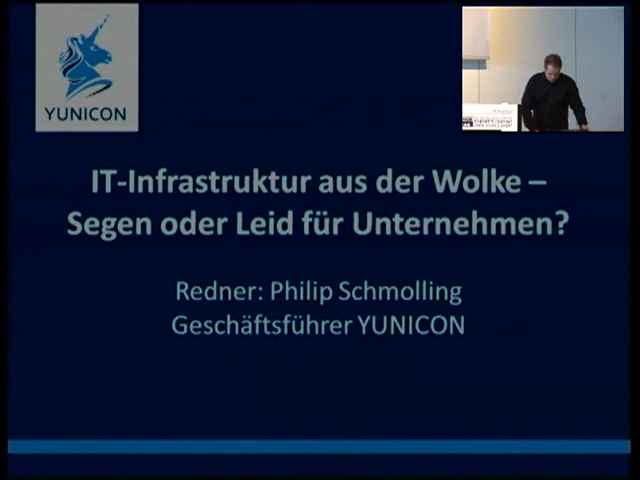 YUNICON
IT-Infrastruktur aus der Wolke –
Segen oder Leid für Unternehmen?
Redner: Philip Schmolling
Geschäftsführer YUNICON